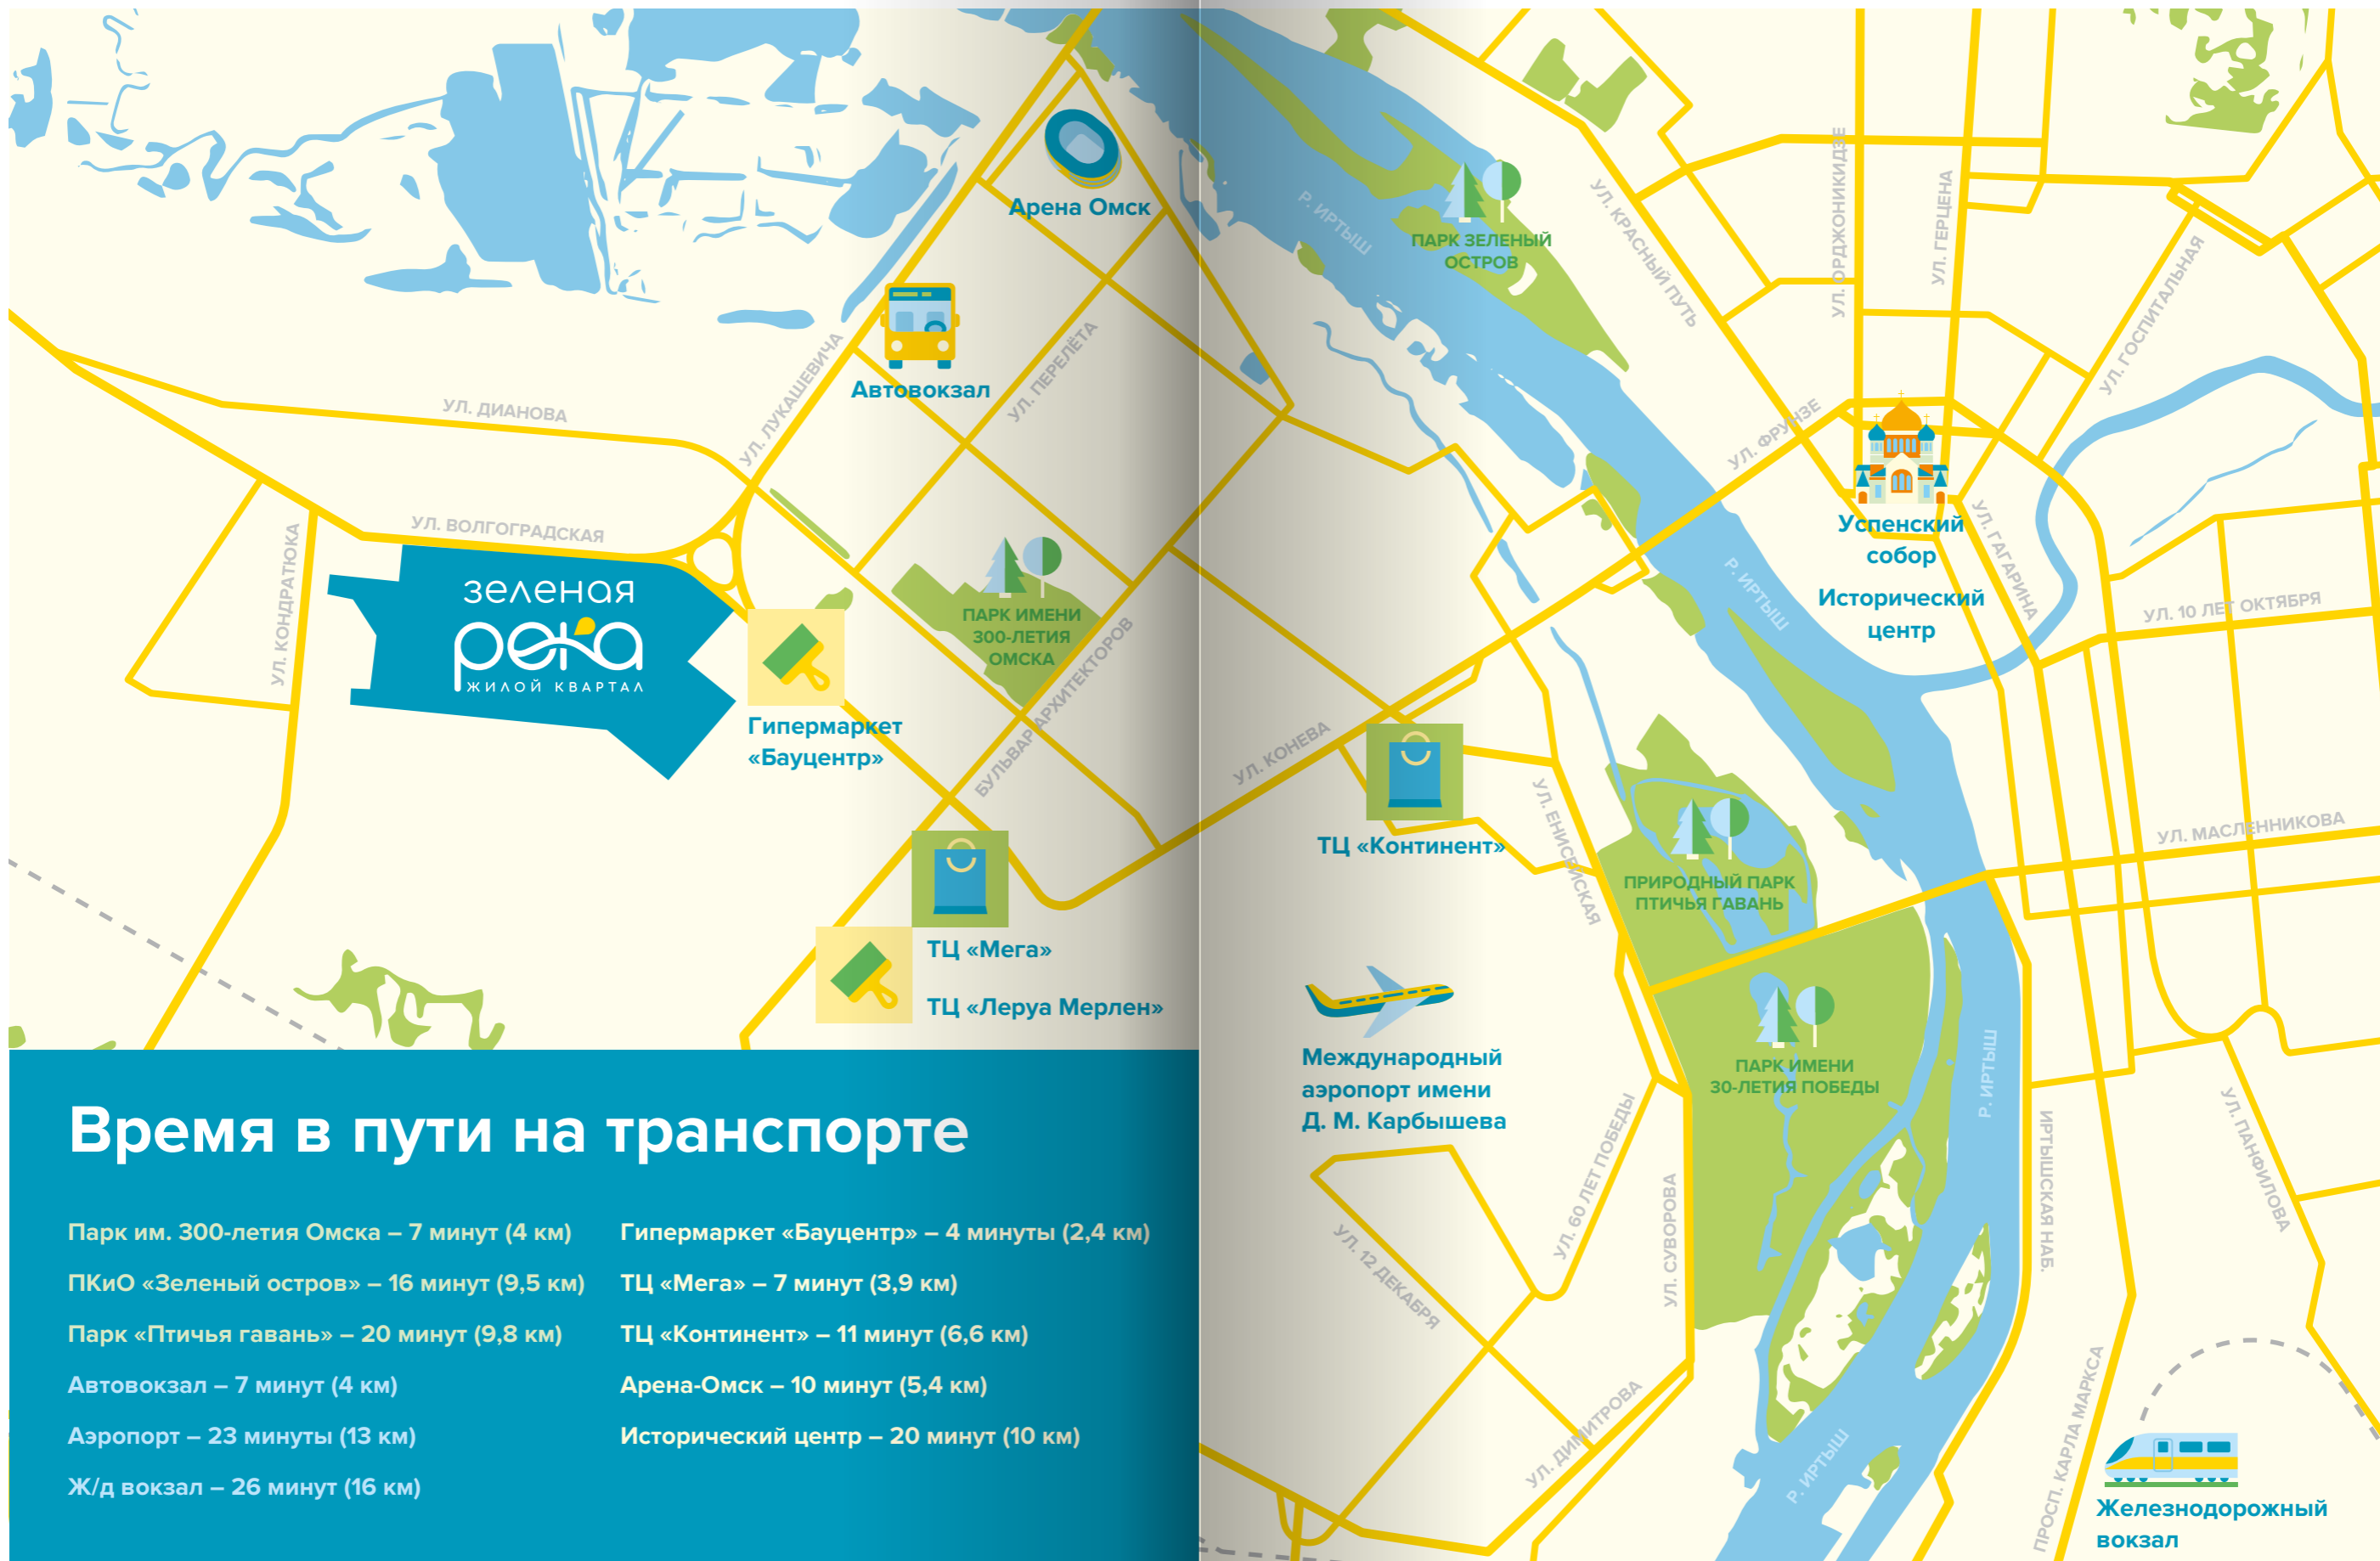 Арена Омск
Р. ИРТЫШ
ПАРК ЗЕЛЕНЫЙ
ОСТРОВ
УЛ. КРАСНЫЙ ПУТЬ
УЛ. ОРДЖОНИКИДЗЕ
УЛ. ГЕРЦЕНА
УЛ. ГОСПИТАЛЬНАЯ
УЛ. ДИАНОВА
УЛ. ЛУКАШЕВИЧА
Автовокзал
УЛ. ПЕРЕЛЁТА
УЛ. ФРУНЗЕ
УЛ. ВОЛГОГРАДСКАЯ
УЛ. КОНДРАТЮКА
зеленая
река
ЖИЛОЙ КВАРТАЛ
ПАРК ИМЕНИ
300-ЛЕТИЯ
ОМСКА
БУЛЬВАР АРХИТЕКТОРОВ
Р. ИРТЫШ
Успенский
собор
Исторический
центр
УЛ. ГАГАРИНА
УЛ. 10 ЛЕТ ОКТЯБРЯ
Гипермаркет
«Бауцентр»
УЛ. КОНЕВА
ТЦ «Континент»
УЛ. ЕНИСЕЙСКАЯ
ПРИРОДНЫЙ ПАРК
ПТИЧЬЯ ГАВАНЬ
УЛ. МАСЛЕННИКОВА
ТЦ «Мега»
ТЦ «Леруа Мерлен»
Международный
аэропорт имени
Д. М. Карбышева
ПАРК ИМЕНИ
30-ЛЕТИЯ ПОБЕДЫ
Р. ИРТЫШ
ИРТЫШСКАЯ НАБ.
УЛ. ПАНФИЛОВА
УЛ. 60 ЛЕТ ПОБЕДЫ
УЛ. СУВОРОВА
УЛ. 12 ДЕКАБРЯ
УЛ. ДИМИТРОВА
Р. ИРТЫШ
ПРОСП. КАРЛА МАРКСА
Железнодорожный
вокзал
Время в пути на транспорте
Парк им. 300-летия Омска – 7 минут (4 км)
ПКиО «Зеленый остров» – 16 минут (9,5 км)
Парк «Птичья гавань» – 20 минут (9,8 км)
Автовокзал – 7 минут (4 км)
Аэропорт – 23 минуты (13 км)
Ж/д вокзал – 26 минут (16 км)
Гипермаркет «Бауцентр» – 4 минуты (2,4 км)
ТЦ «Мега» – 7 минут (3,9 км)
ТЦ «Континент» – 11 минут (6,6 км)
Арена-Омск – 10 минут (5,4 км)
Исторический центр – 20 минут (10 км)